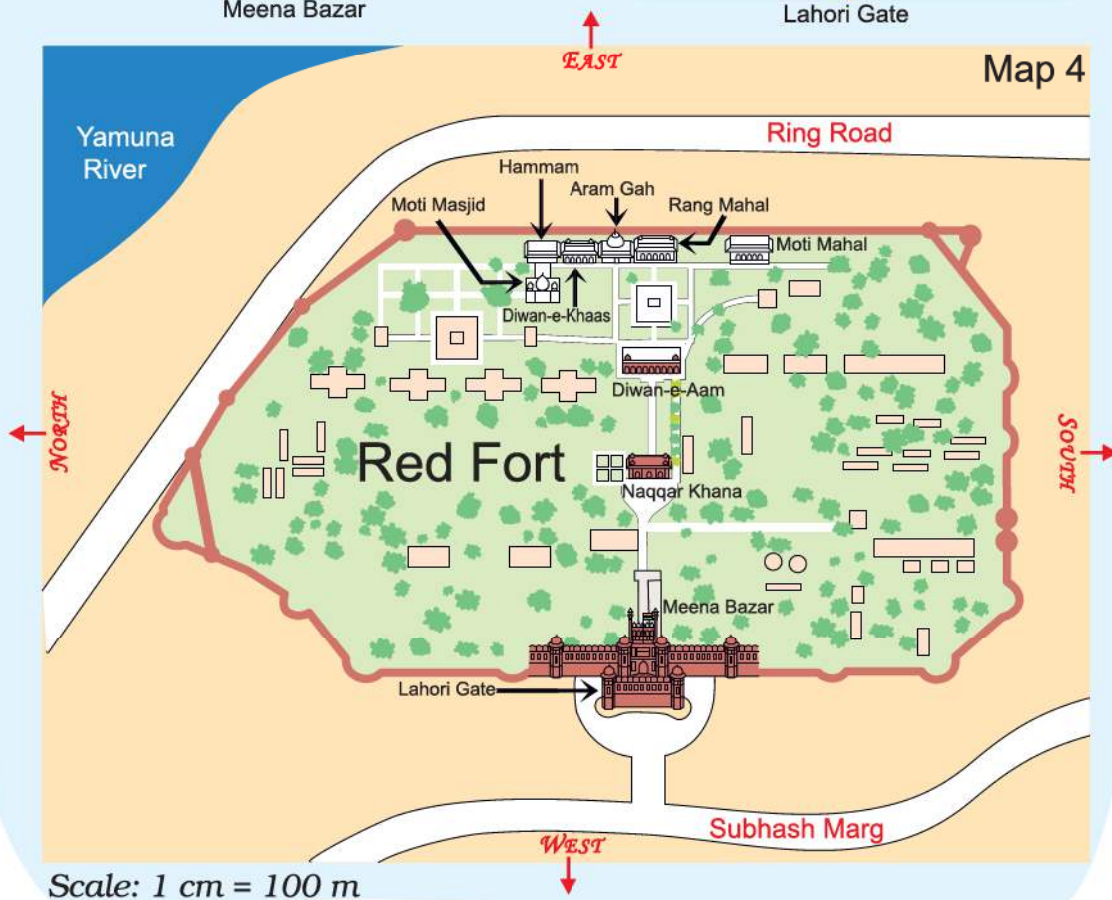 Meena Bazar
Lahori Gate
EAST
Map 4
Yamuna
River
Ring Road
Hammam
Aram Gah
Moti Masjid
Rang Mahal
Moti Mahal
Diwan-e-Khaas
Diwan-e-Aam
NORTH
SOUTH
Red Fort
Naqqar Khana
Meena Bazar
Lahori Gate
Subhash Marg
WEST
Scale: 1 cm = 100 m